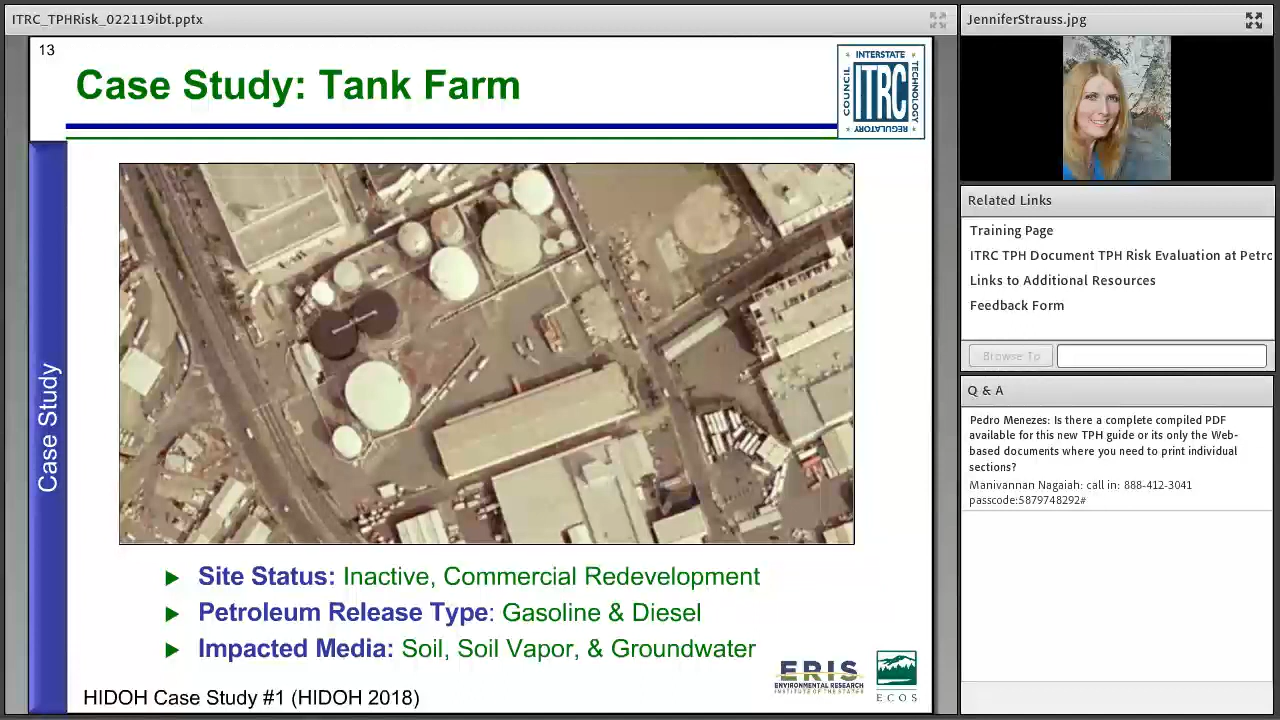 ITRC_TPHRisk_022119ibt.pptx
13
Case Study: Tank Farm
INTERSTATE
COUNCIL
ITRC
TECHNOLOGY
REGULATORY
Case Study
Site Status: Inactive, Commercial Redevelopment
Petroleum Release Type: Gasoline & Diesel
Impacted Media: Soil, Soil Vapor, & Groundwater
HIDOH Case Study #1 (HIDOH 2018)
ERIS
ENVIRONMENTAL RESEARCH
INSTITUTE OF THE STATES
ECOS
JenniferStrauss.jpg
Related Links
Training Page
ITRC TPH Document TPH Risk Evaluation at Petrc
Links to Additional Resources
Feedback Form
Browse To
Q & A
Pedro Menezes: Is there a complete compiled PDF
available for this new TPH guide or its only the Web-
based documents where you need to print individual
sections?
Manivannan Nagaiah: call in: 888-412-3041
passcode:5879748292#